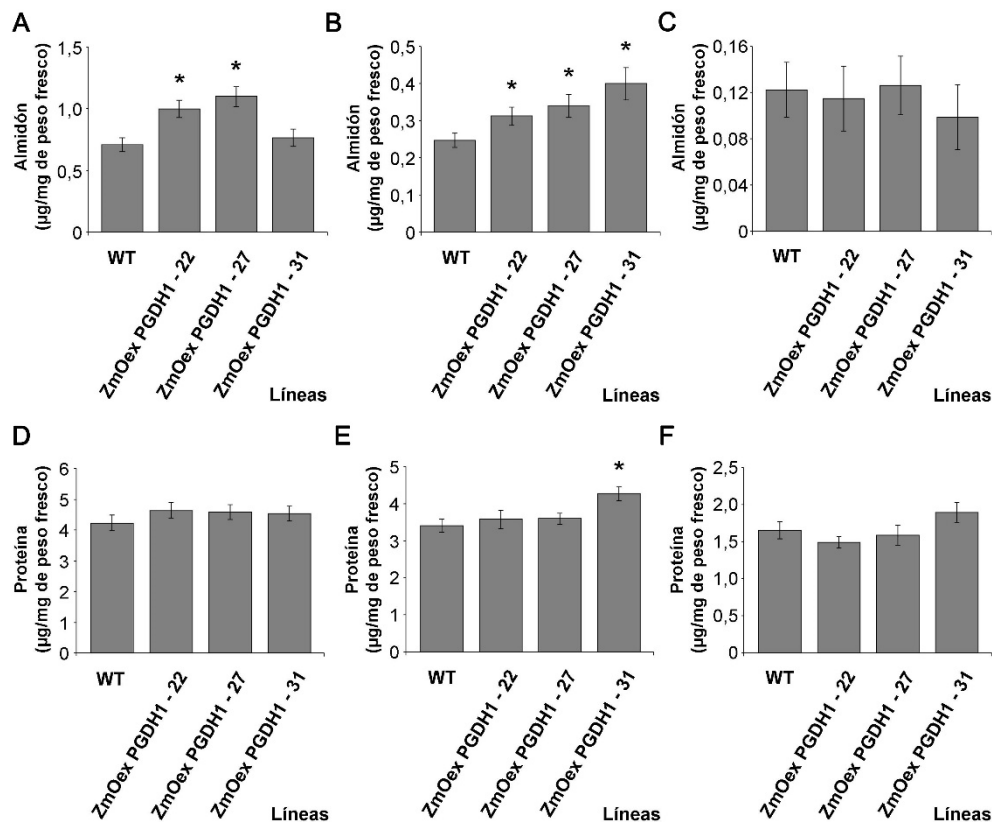 A
Almidón
(µg/mg de peso fresco)
1,5
1,0
0,5
0
*
*
WT
ZmOex PGDH1 - 22
ZmOex PGDH1 - 27
ZmOex PGDH1 - 31
Líneas
B
Almidón
(µg/mg de peso fresco)
0,5
0,4
0,3
0,2
0,1
0
*
*
*
WT
ZmOex PGDH1 - 22
ZmOex PGDH1 - 27
ZmOex PGDH1 - 31
Líneas
C
Almidón
(µg/mg de peso fresco)
0,16
0,12
0,08
0,04
0
WT
ZmOex PGDH1 - 22
ZmOex PGDH1 - 27
ZmOex PGDH1 - 31
Líneas
D
Proteína
(µg/mg de peso fresco)
6
5
4
3
2
1
0
WT
ZmOex PGDH1 - 22
ZmOex PGDH1 - 27
ZmOex PGDH1 - 31
Líneas
E
Proteína
(µg/mg de peso fresco)
5
4
3
2
1
0
*
WT
ZmOex PGDH1 - 22
ZmOex PGDH1 - 27
ZmOex PGDH1 - 31
Líneas
F
Proteína
(µg/mg de peso fresco)
2,5
2,0
1,5
1,0
0,5
0
WT
ZmOex PGDH1 - 22
ZmOex PGDH1 - 27
ZmOex PGDH1 - 31
Líneas